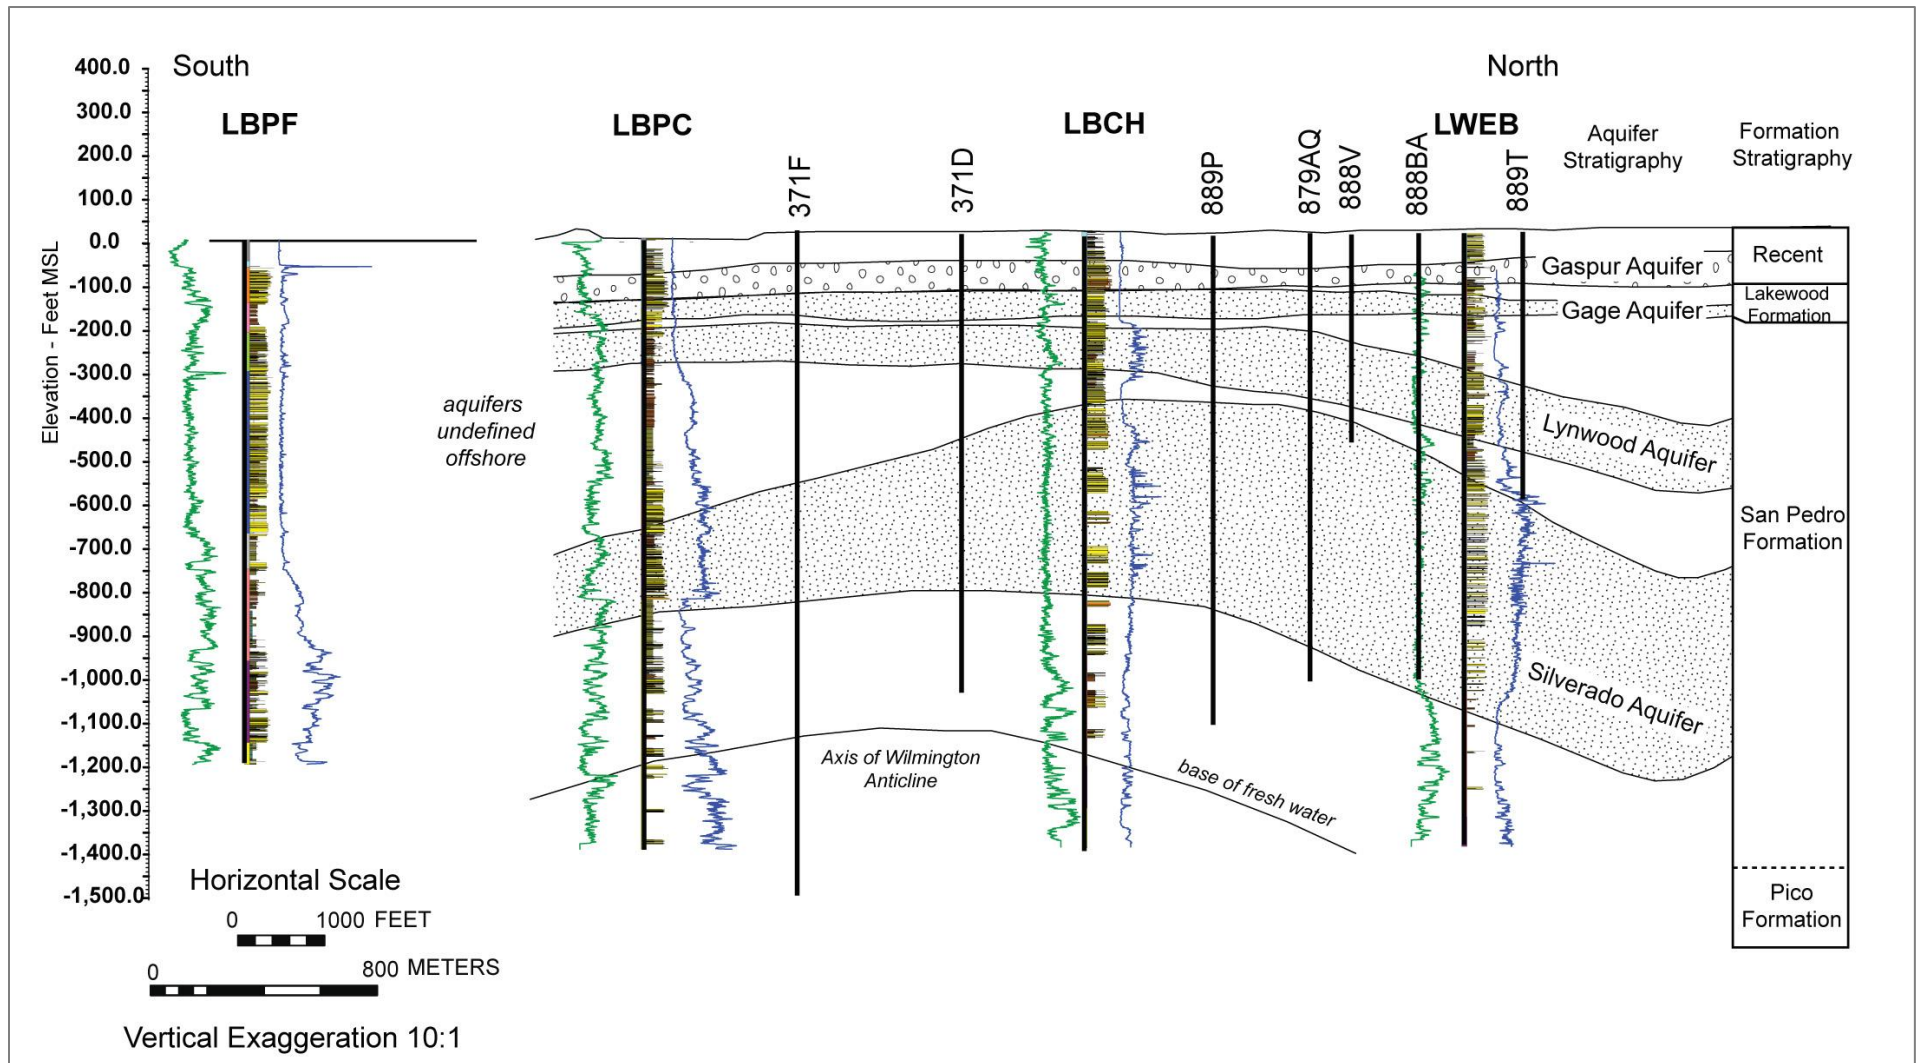 400.0
300.0
200.0
100.0
0.0
-100.0
-200.0
-300.0
-400.0
-500.0
-600.0
-700.0
-800.0
-900.0
-1,000.0
-1,100.0
-1,200.0
-1,300.0
-1,400.0
-1,500.0
Elevation - Feet MSL
South
North
LBPF
LBPC
LBCH
LWEB
371F
371D
889P
879AQ
888V
888BA
889T
Aquifer
Stratigraphy
Formation
Stratigraphy
Gaspur Aquifer
Gage Aquifer
Lynwood Aquifer
Silverado Aquifer
Recent
Lakewood
Formation
San Pedro
Formation
Pico
Formation
aquifers
undefined
offshore
Axis of Wilmington
Anticline
base of fresh water
Horizontal Scale
0 1000 FEET
0 800 METERS
Vertical Exaggeration 10:1